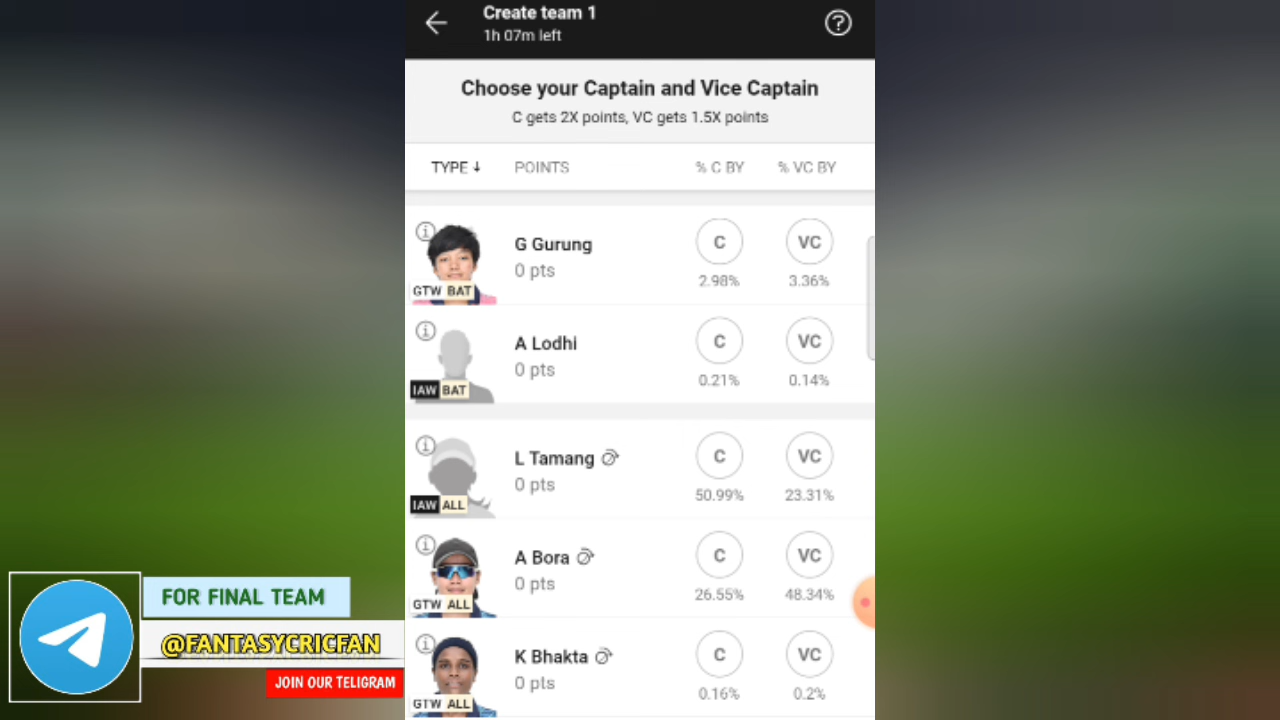 Create team 1
1h 07m left
?
Choose your Captain and Vice Captain
C gets 2X points, VC gets 1.5X points
TYPE ↓ POINTS % C BY % VC BY
i
G Gurung C VC
0 pts 2.98% 3.36%
GTW BAT
i
A Lodhi C VC
0 pts 0.21% 0.14%
IAW BAT
i
L Tamang C VC
0 pts 50.99% 23.31%
IAW ALL
i
A Bora C VC
0 pts 26.55% 48.34%
GTW ALL
i
K Bhakta C VC
0 pts 0.16% 0.2%
GTW ALL
FOR FINAL TEAM
@FANTASYCRICFAN
JOIN OUR TELIGRAM